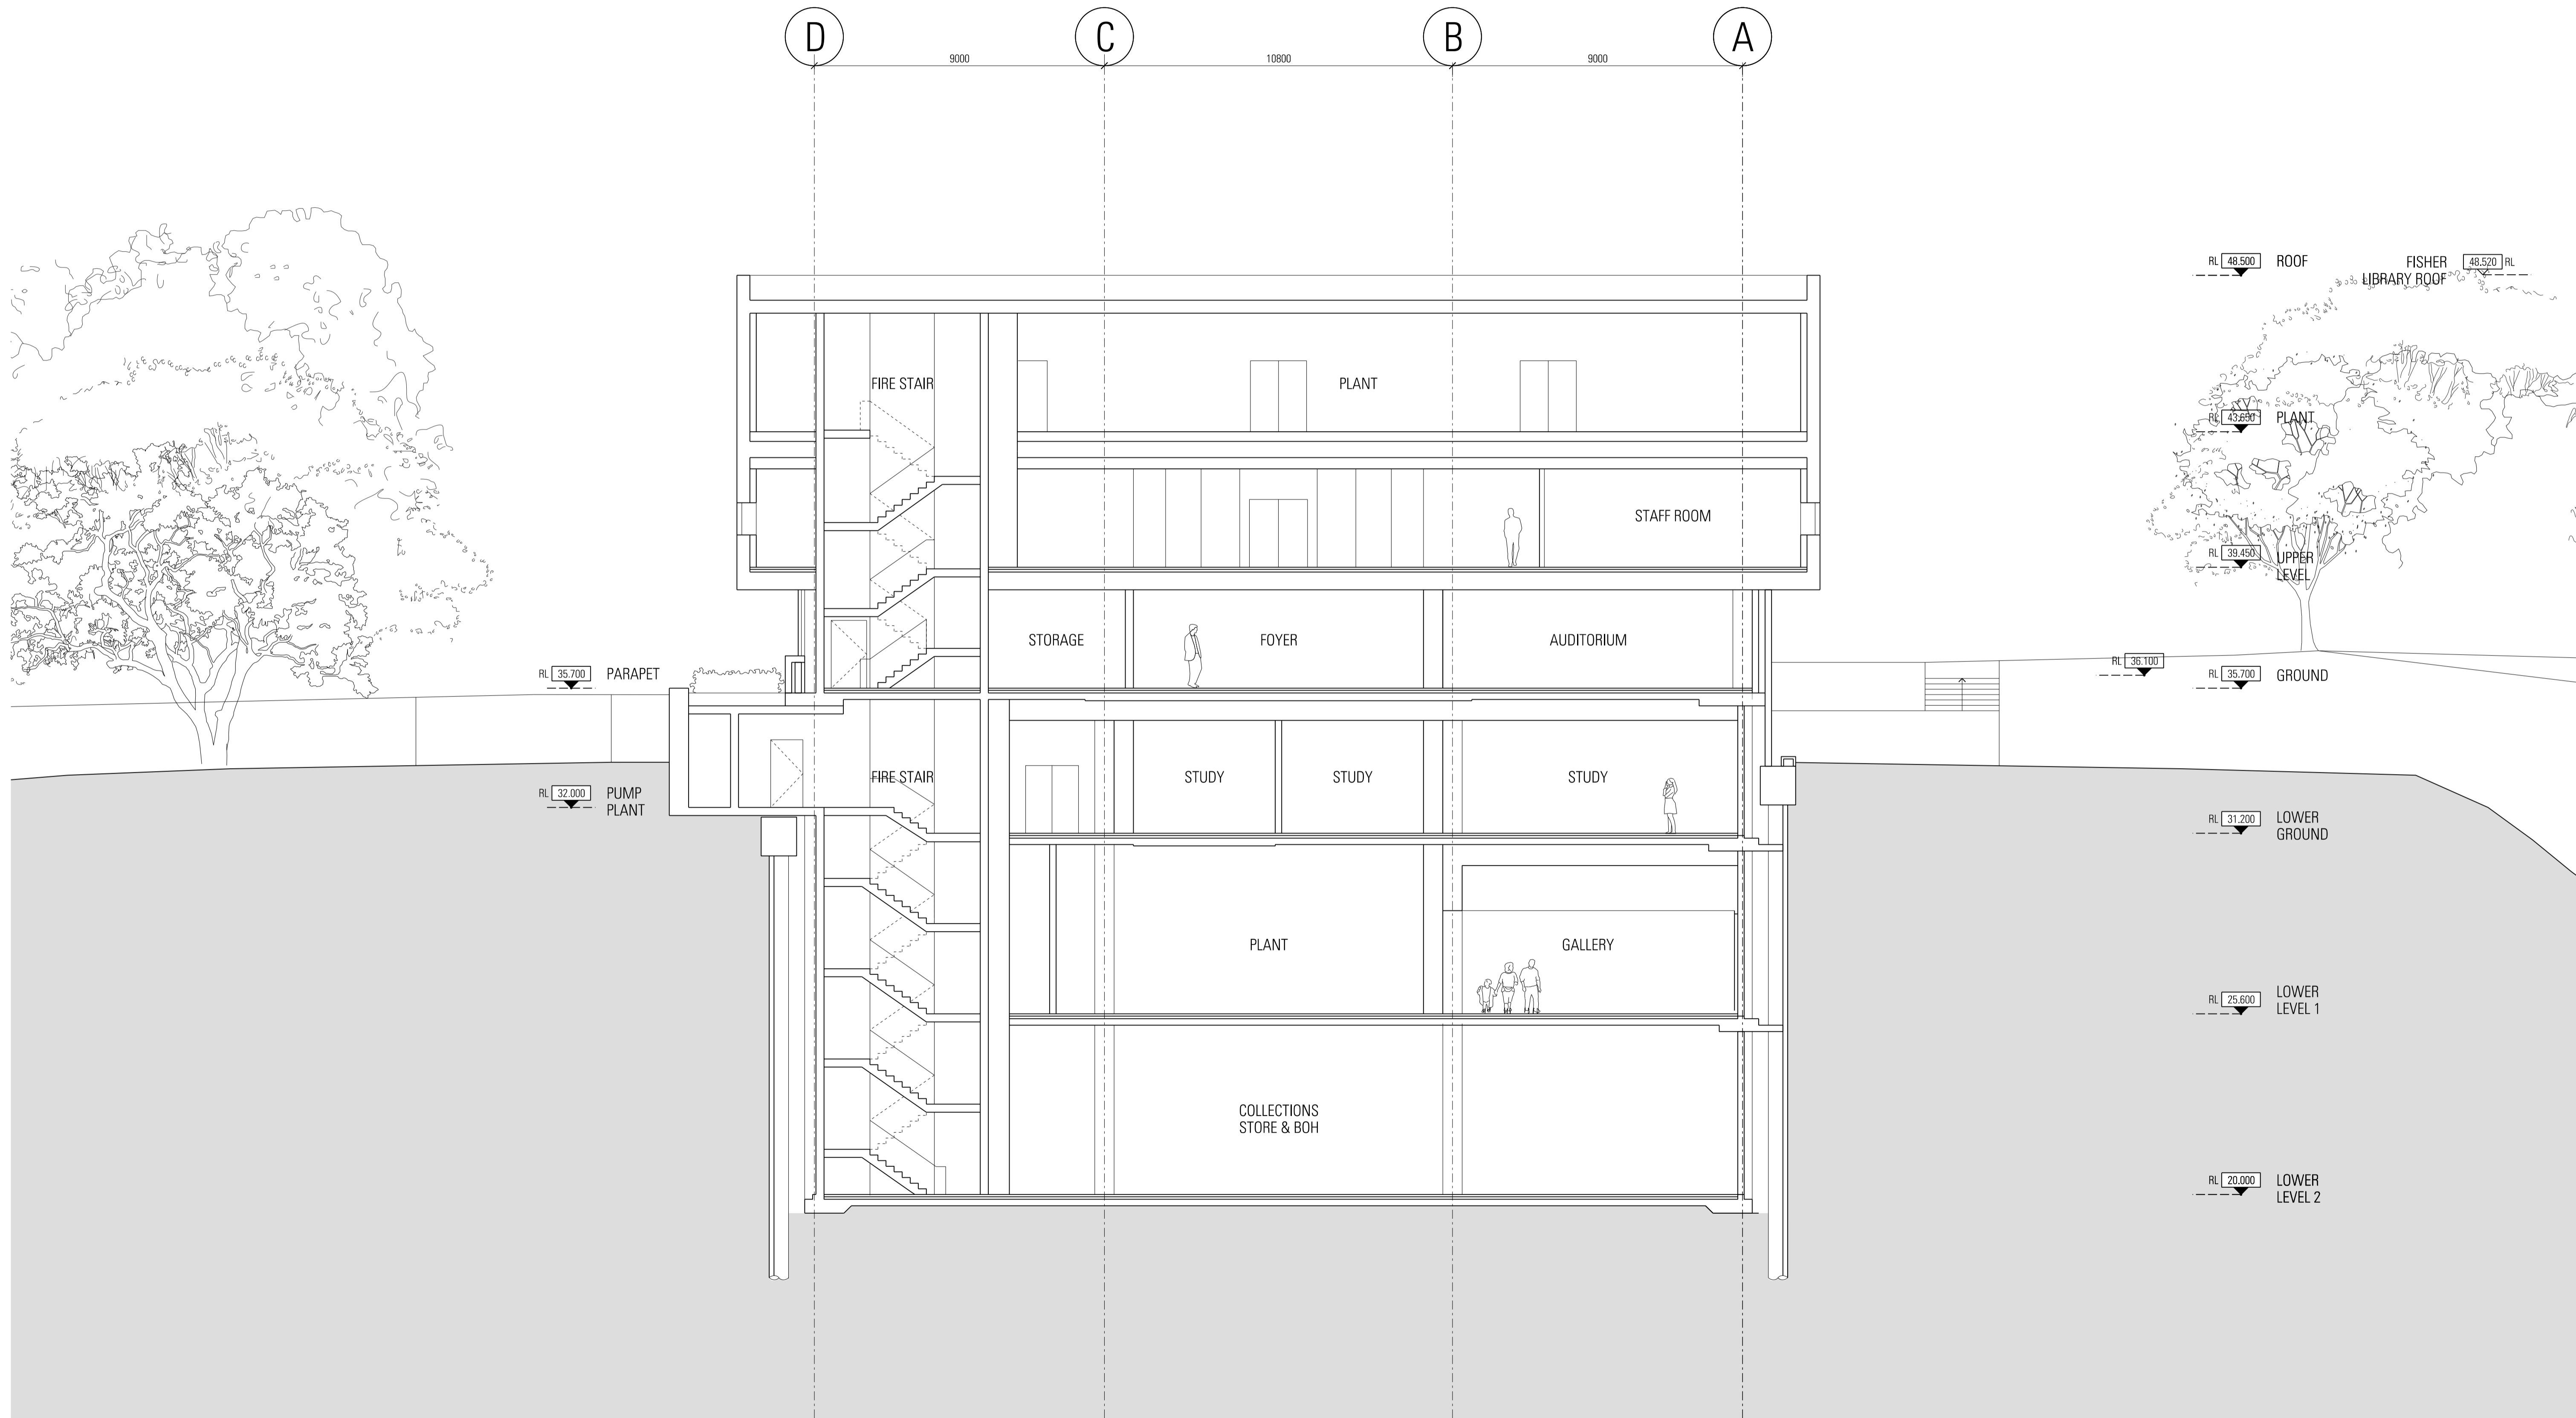 D
C
B
A
9000
10800
9000
RL 48.500 ROOF
FISHER
LIBRARY ROOF
48.520 RL
FIRE STAIR
PLANT
RL 43.650 PLANT
STAFF ROOM
RL 39.450 UPPER
LEVEL
STORAGE
FOYER
AUDITORIUM
RL 36.100
RL 35.700 PARAPET
RL 35.700 GROUND
FIRE STAIR
STUDY
STUDY
STUDY
RL 32.000 PUMP
PLANT
RL 31.200 LOWER
GROUND
PLANT
GALLERY
RL 25.600 LOWER
LEVEL 1
COLLECTIONS
STORE & BOH
RL 20.000 LOWER
LEVEL 2